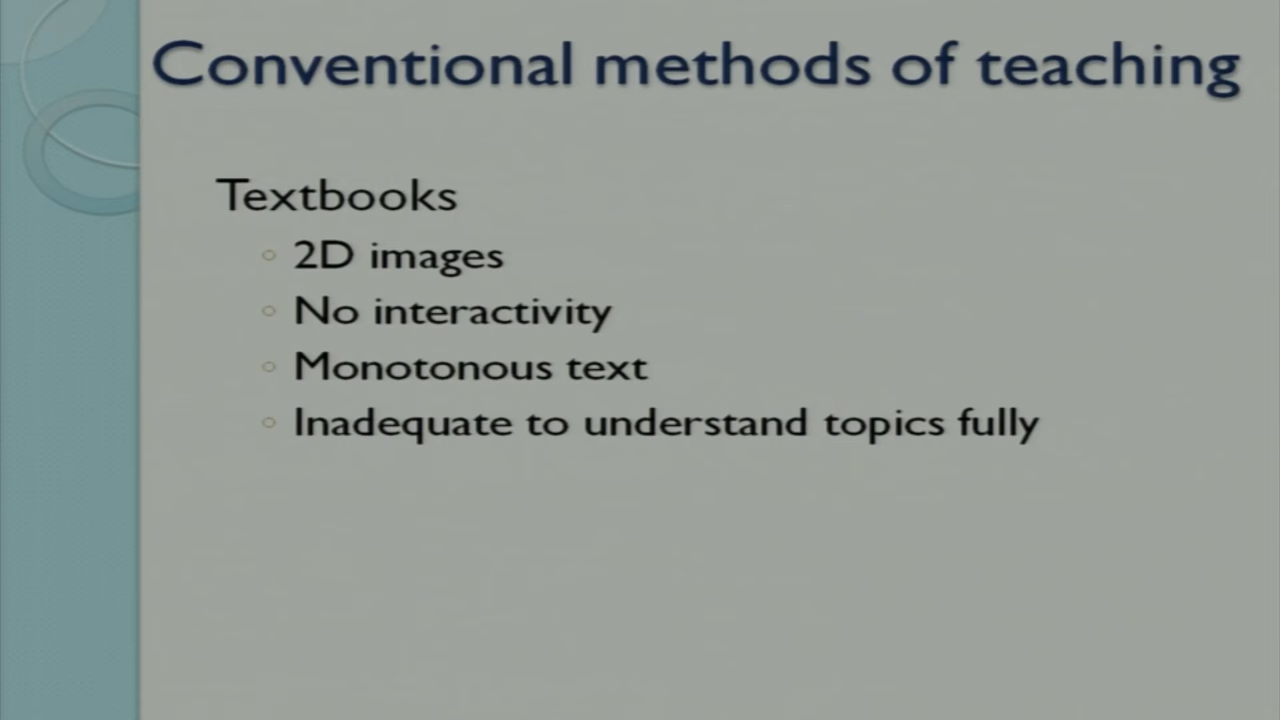 Conventional methods of teaching
Textbooks
2D images
No interactivity
Monotonous text
Inadequate to understand topics fully